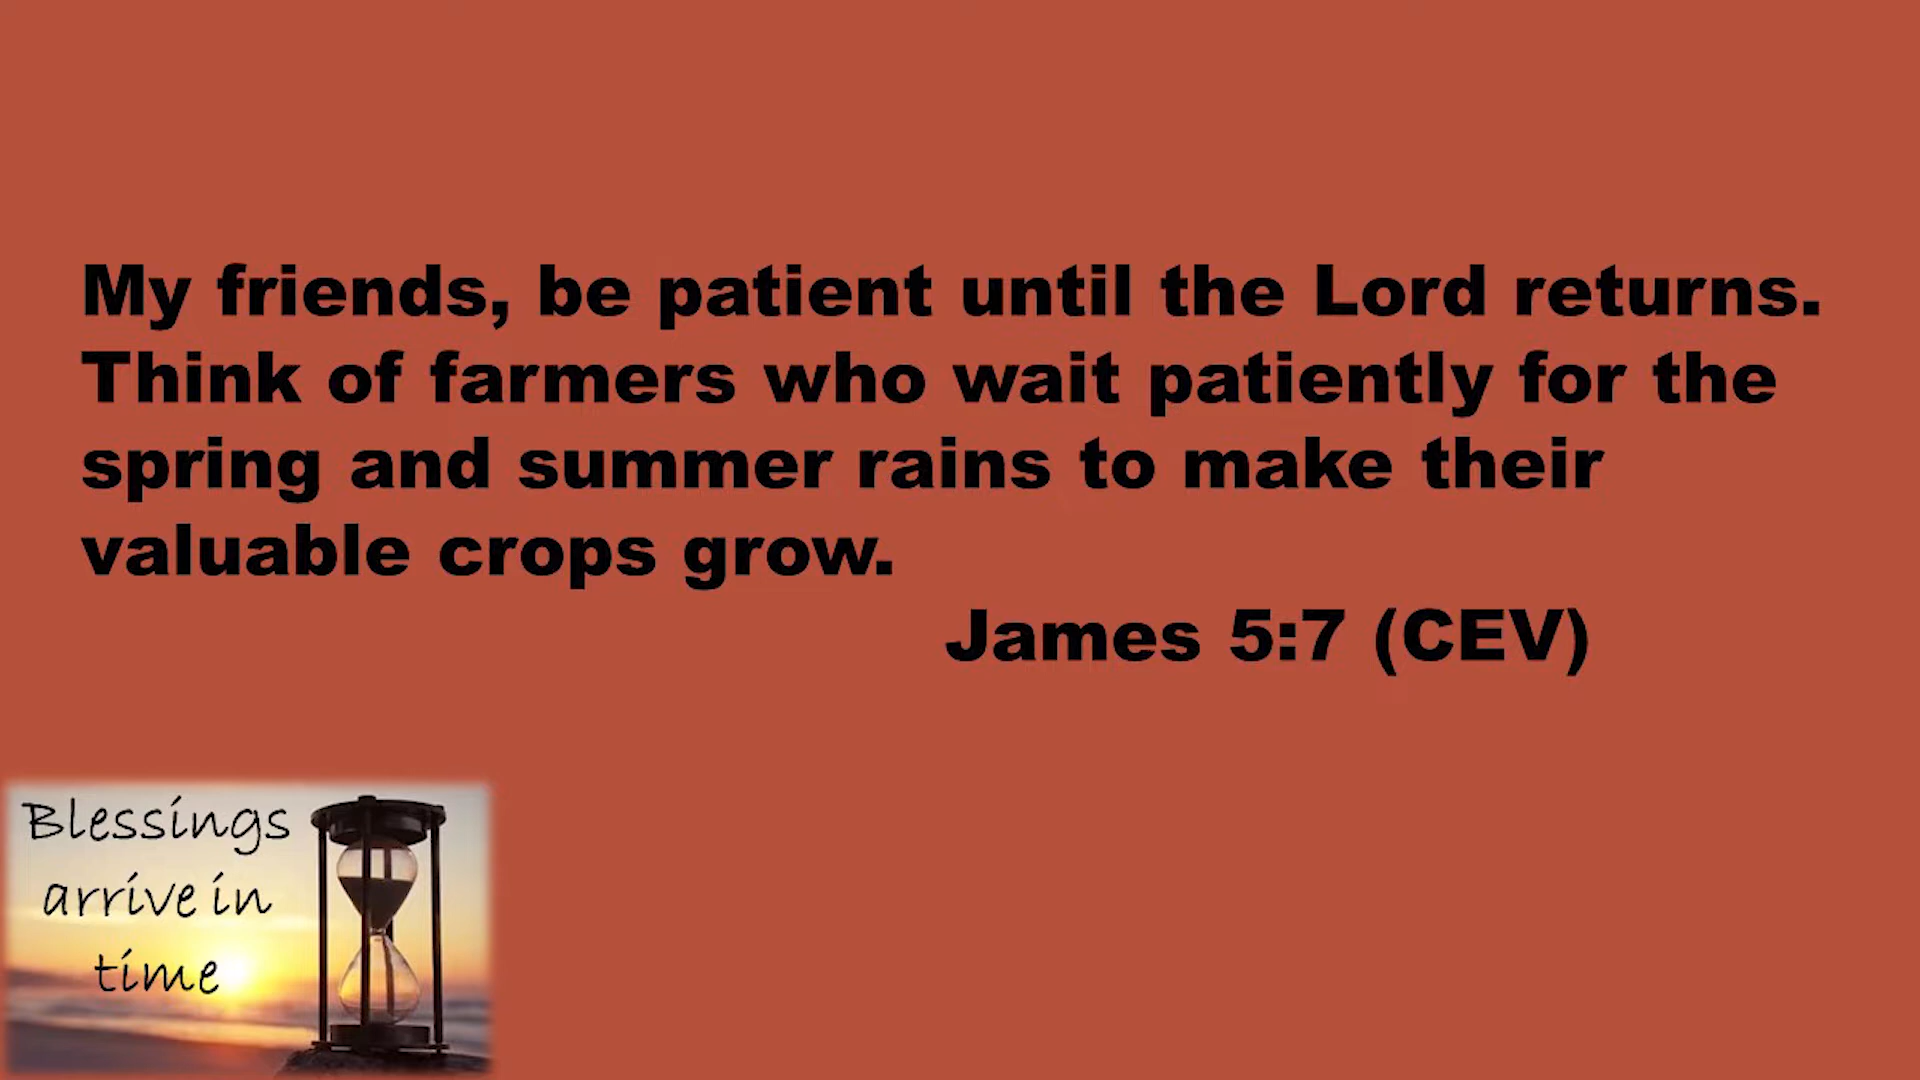 My friends, be patient until the Lord returns.
Think of farmers who wait patiently for the
spring and summer rains to make their
valuable crops grow.
James 5:7 (CEV)
Blessings
arrive in
time